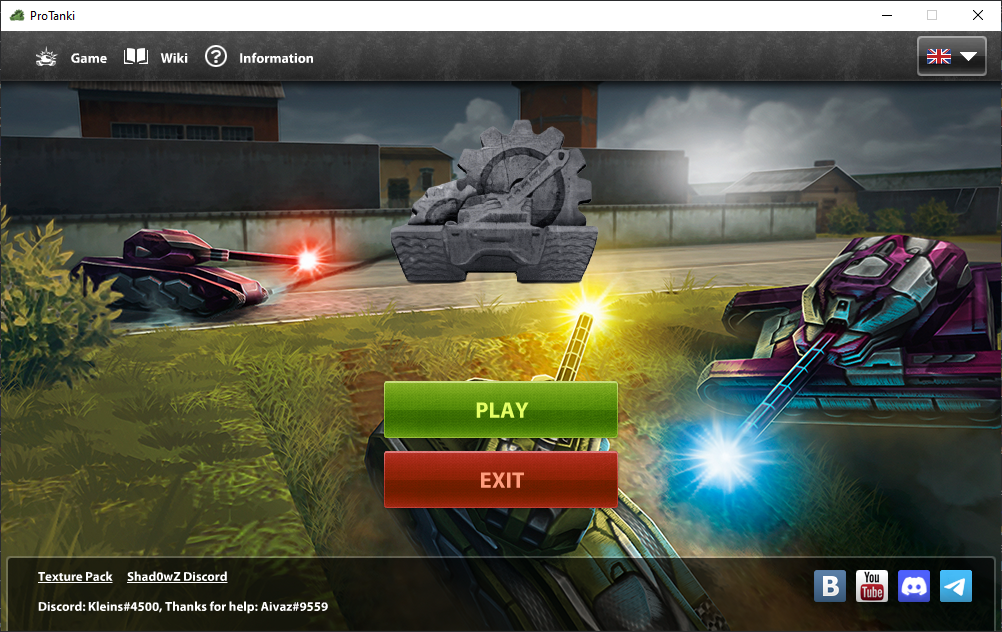 ProTanki
Game Wiki Information
PLAY
EXIT
Texture Pack Shad0wZ Discord
Discord: Kleins#4500, Thanks for help: Aivaz#9559
B You Tube